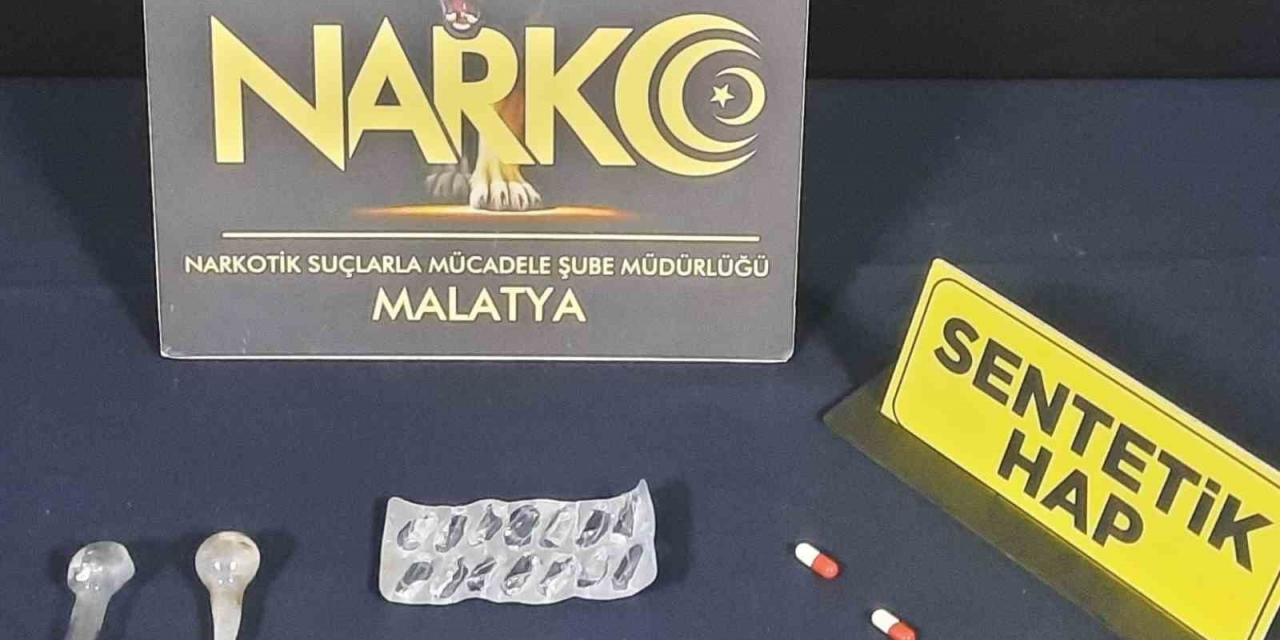 NARKO
NARKOTİK SUÇLARLA MÜCADELE ŞUBE MÜDÜRLÜĞÜ
MALATYA
SENTETİK
HAP